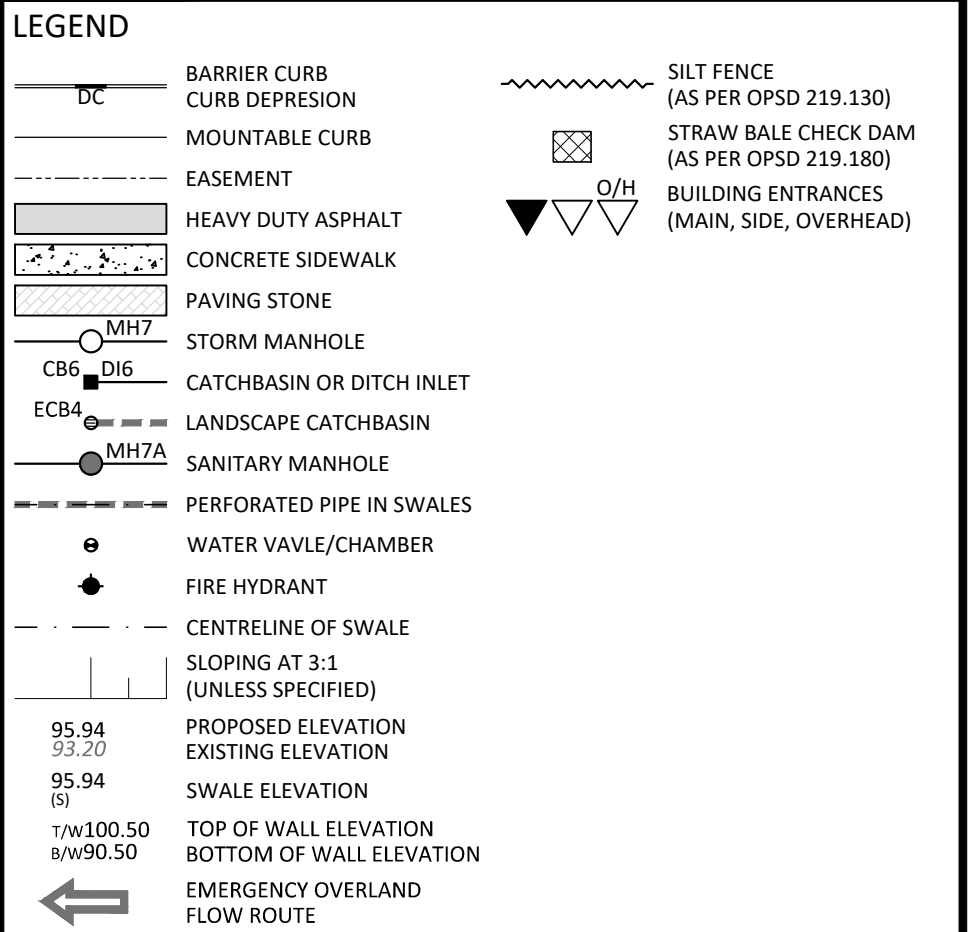 LEGEND
DC
BARRIER CURB
CURB DEPRESION
MOUNTABLE CURB
EASEMENT
HEAVY DUTY ASPHALT
CONCRETE SIDEWALK
PAVING STONE
MH7
STORM MANHOLE
CB6 DI6
CATCHBASIN OR DITCH INLET
ECB4
LANDSCAPE CATCHBASIN
MH7A
SANITARY MANHOLE
PERFORATED PIPE IN SWALES
WATER VAVLE/CHAMBER
FIRE HYDRANT
CENTRELINE OF SWALE
SLOPING AT 3:1
(UNLESS SPECIFIED)
95.94 PROPOSED ELEVATION
93.20 EXISTING ELEVATION
95.94
(S)
SWALE ELEVATION
T/W100.50 TOP OF WALL ELEVATION
B/W90.50 BOTTOM OF WALL ELEVATION
EMERGENCY OVERLAND
FLOW ROUTE
SILT FENCE
(AS PER OPSD 219.130)
STRAW BALE CHECK DAM
(AS PER OPSD 219.180)
O/H
BUILDING ENTRANCES
(MAIN, SIDE, OVERHEAD)